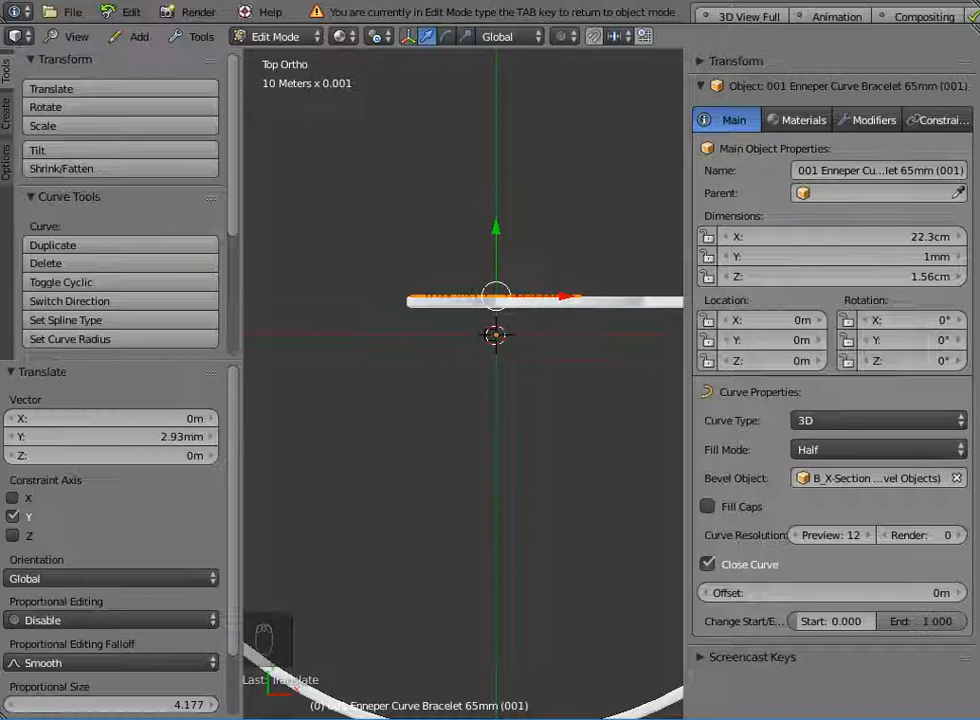 File Edit Render Help You are currently in Edit Mode type the TAB key to return to object mode 3D View Full Animation Compositing
View Add Tools Edit Mode Global
Tools
Create
Options
Transform
Translate
Rotate
Scale
Tilt
Shrink/Fatten
Curve Tools
Curve:
Duplicate
Delete
Toggle Cyclic
Switch Direction
Set Spline Type
Set Curve Radius
Translate
Vector
X: 0m
Y: 2.93mm
Z: 0m
Constraint Axis
X
Y
Z
Orientation
Global
Proportional Editing
Disable
Proportional Editing Falloff
Smooth
Proportional Size
4.177
Top Ortho
10 Meters x 0.001
Last: Translate
(0) 001 Enneper Curve Bracelet 65mm (001)
Transform
Object: 001 Enneper Curve Bracelet 65mm (001)
Main Materials Modifiers Constrai...
Main Object Properties:
Name: 001 Enneper Cu...let 65mm (001)
Parent:
Dimensions:
X: 22.3cm
Y: 1mm
Z: 1.56cm
Location: Rotation:
X: 0m X: 0°
Y: 0m Y: 0°
Z: 0m Z: 0°
Curve Properties:
Curve Type: 3D
Fill Mode: Half
Bevel Object: B_X-Section ...vel Objects)
Fill Caps
Curve Resolution: Preview: 12 Render: 0
Close Curve
Offset: 0m
Change Start/E... Start: 0.000 End: 1.000
Screencast Keys